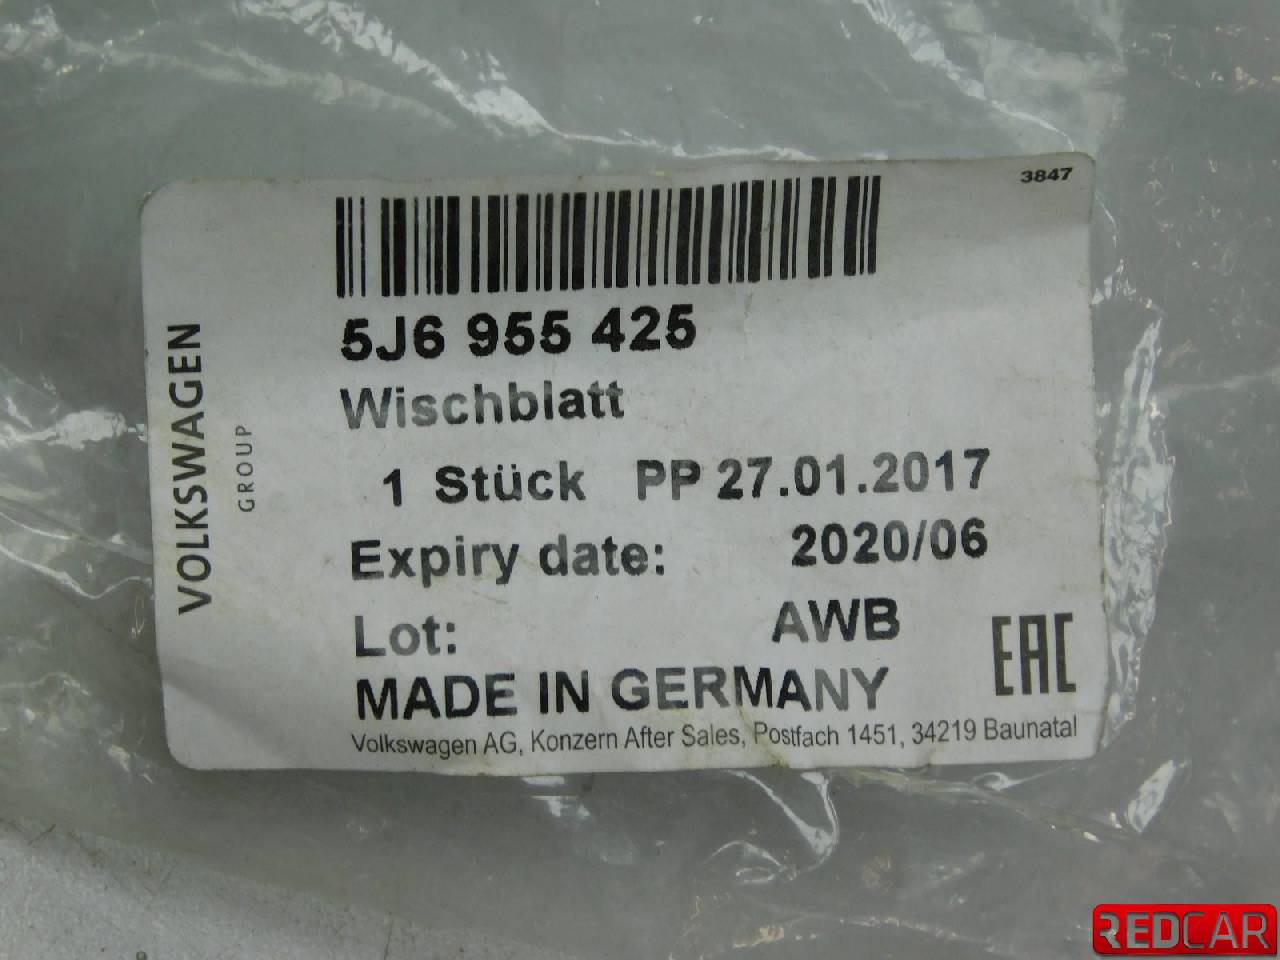 3847
5J6 955 425
Wischblatt
1 Stück PP 27.01.2017
Expiry date: 2020/06
Lot: AWB
MADE IN GERMANY
Volkswagen AG, Konzern After Sales, Postfach 1451, 34219 Baunatal
VOLKSWAGEN
GROUP
EAC
REDCAR